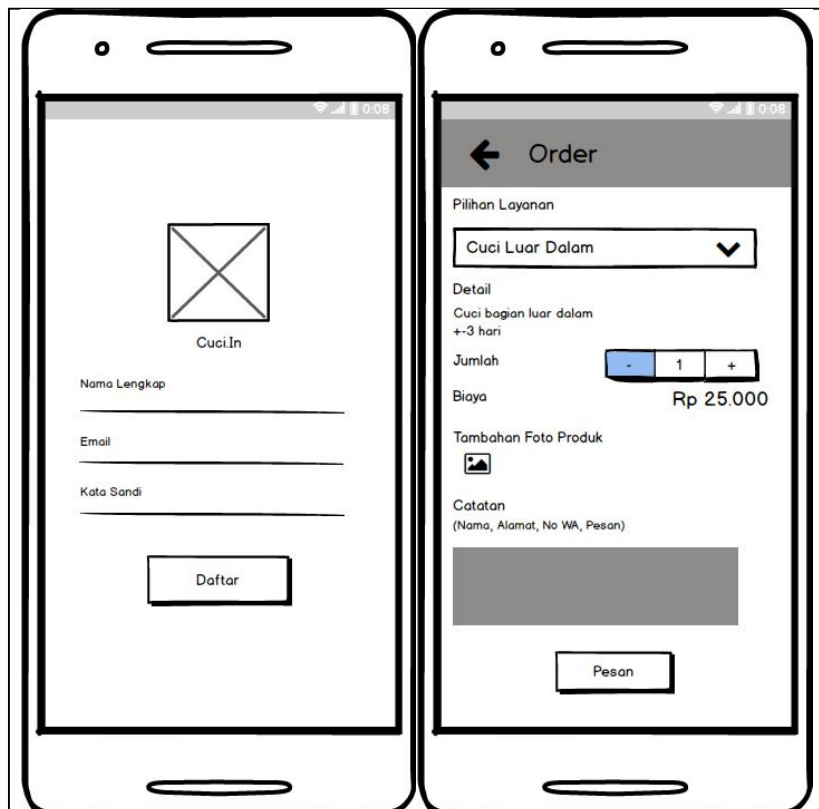 0:08
Cuci.In
Nama Lengkap
Email
Kata Sandi
Daftar
0:08
Order
Pilihan Layanan
Cuci Luar Dalam
Detail
Cuci bagian luar dalam
+-3 hari
Jumlah - 1 +
Biaya Rp 25.000
Tambahan Foto Produk
Catatan
(Nama, Alamat, No WA, Pesan)
Pesan